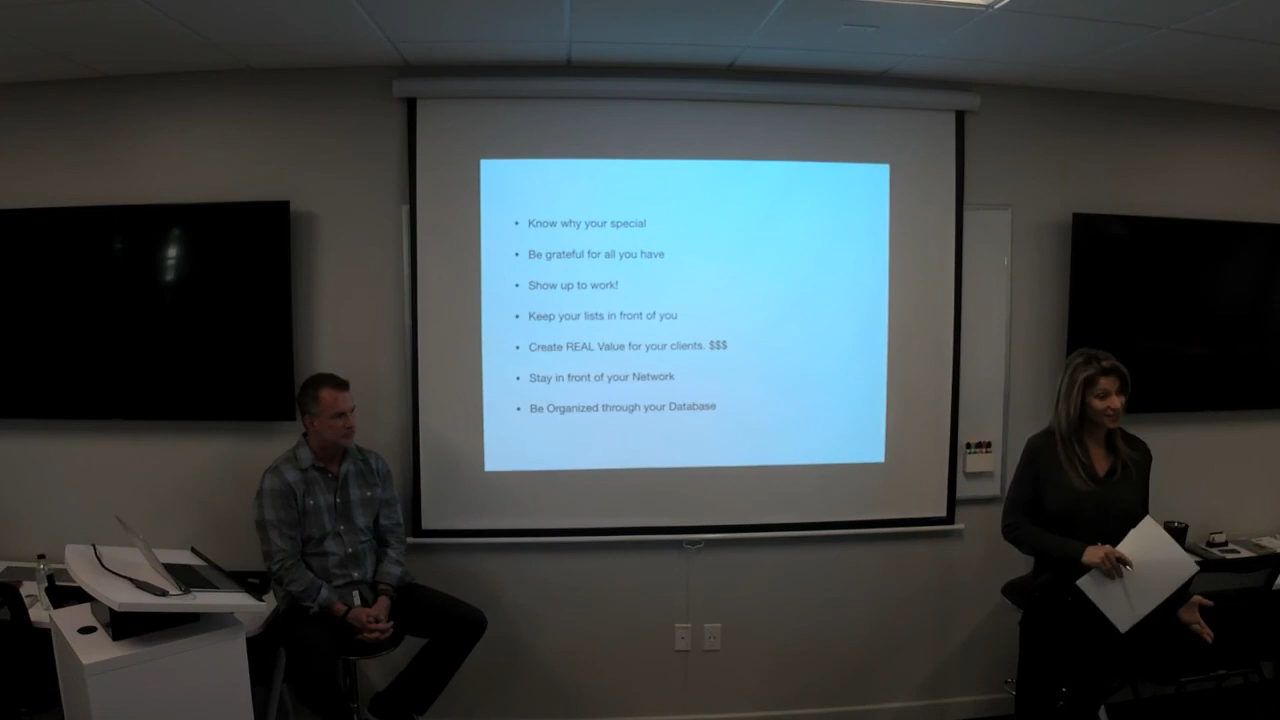 • Know why your special
• Be grateful for all you have
• Show up to work!
• Keep your lists in front of you
• Create REAL Value for your clients. $$$
• Stay in front of your Network
• Be Organized through your Database